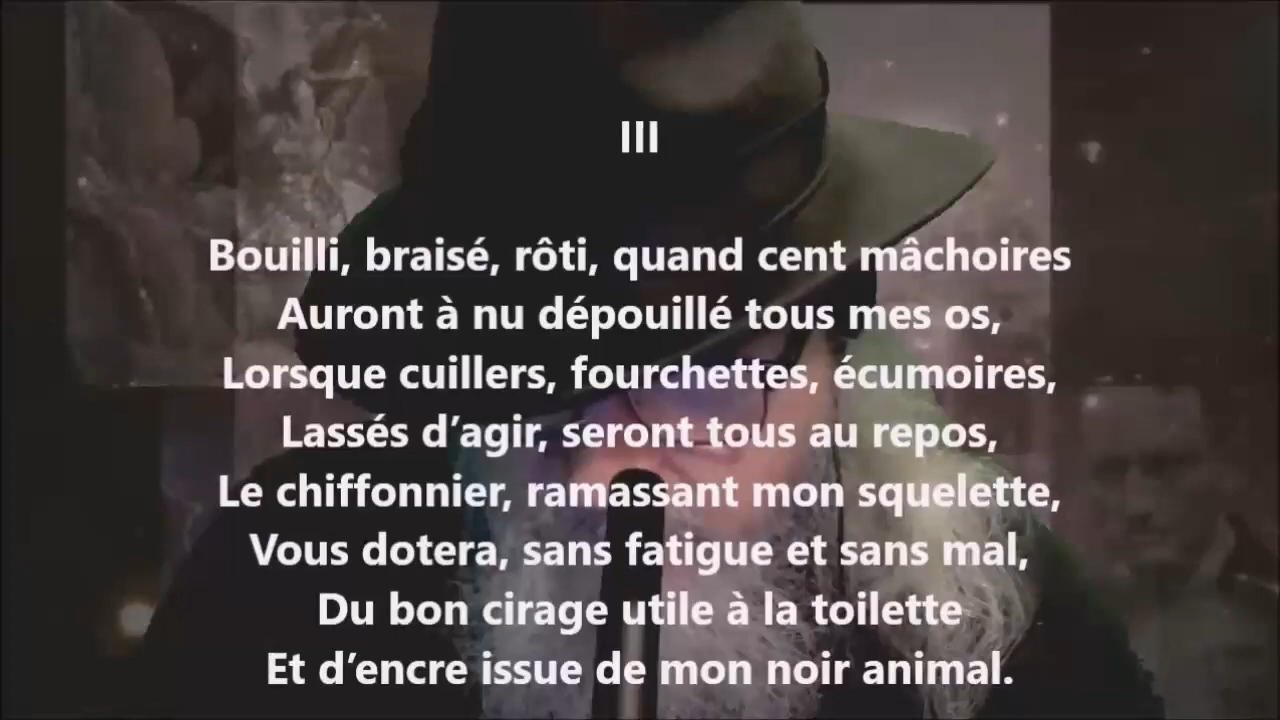 III
Bouilli, braisé, rôti, quand cent mâchoires
Auront à nu dépouillé tous mes os,
Lorsque cuillers, fourchettes, écumoires,
Lassés d’agir, seront tous au repos,
Le chiffonnier, ramassant mon squelette,
Vous dotera, sans fatigue et sans mal,
Du bon cirage utile à la toilette
Et d’encre issue de mon noir animal.